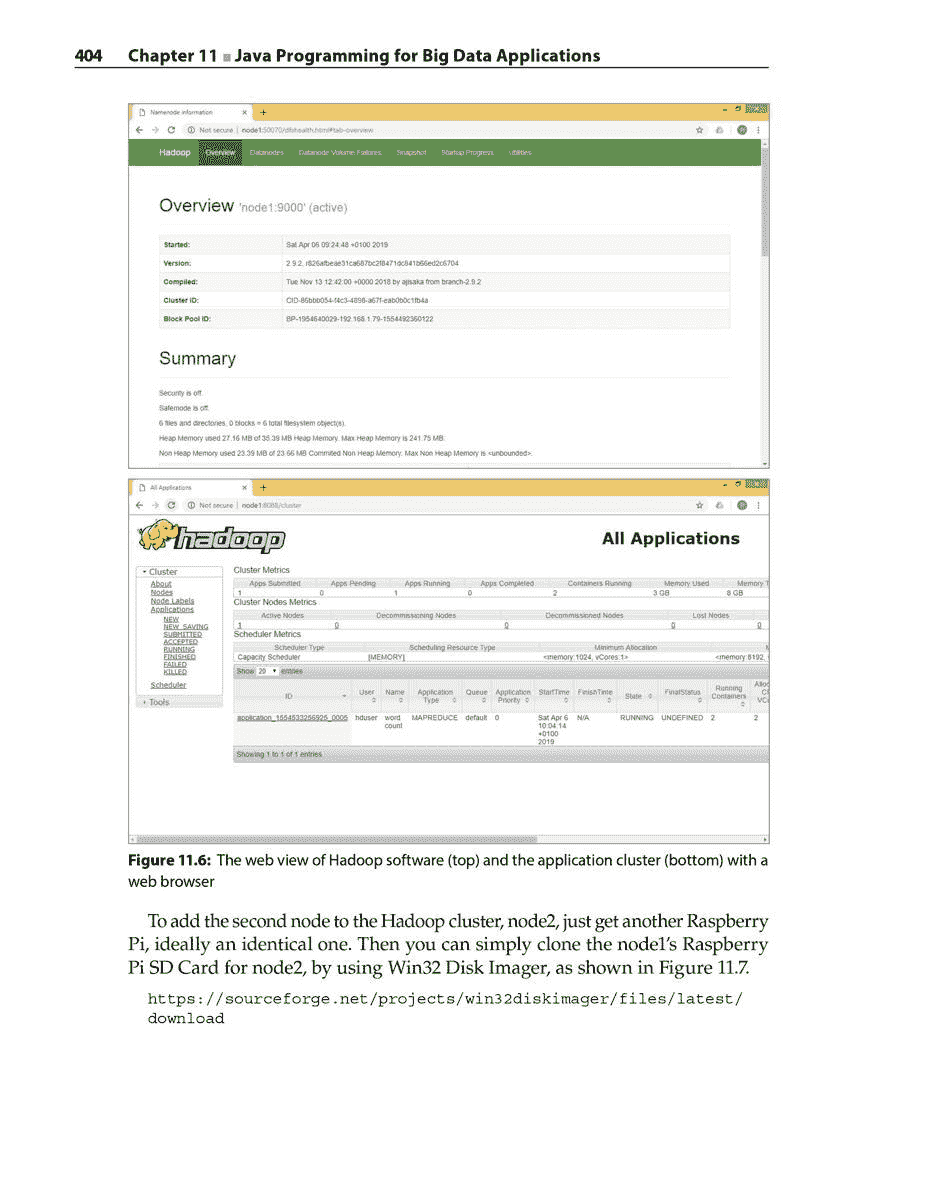 404 Chapter 11 ■ Java Programming for Big Data Applications
Namenode information
Not secure | node1:50070/dfshealth.html#tab-overview
Hadoop Overview Datanodes Datanode Volume Failures Snapshot Startup Progress Utilities
Overview 'node1:9000' (active)
Started: Sat Apr 06 09:24:48 +0100 2019
Version: 2.9.2, r826afbeae31ca687bc2f8471dc841b66ed2c6704
Compiled: Tue Nov 13 12:42:00 +0000 2018 by ajisaka from branch-2.9.2
Cluster ID: CID-86bbb054-f4c3-4898-a67f-eab0b0c1fb4a
Block Pool ID: BP-1954640029-192.168.1.79-1554492360122
Summary
Security is off.
Safemode is off.
6 files and directories, 0 blocks = 6 total filesystem object(s).
Heap Memory used 27.16 MB of 35.39 MB Heap Memory. Max Heap Memory is 241.75 MB.
Non Heap Memory used 23.39 MB of 23.66 MB Commited Non Heap Memory. Max Non Heap Memory is <unbounded>.
All Applications
Not secure | node1:8088/cluster
hadoop
All Applications
Cluster
About
Nodes
Node Labels
Applications
NEW
NEW_SAVING
SUBMITTED
ACCEPTED
RUNNING
FINISHED
FAILED
KILLED
Scheduler
Tools
Cluster Metrics
Apps Submitted Apps Pending Apps Running Apps Completed Containers Running Memory Used Memory T
1 0 1 0 2 3 GB 8 GB
Cluster Nodes Metrics
Active Nodes Decommissioning Nodes Decommissioned Nodes Lost Nodes
1 0 0 0 0
Scheduler Metrics
Scheduler Type Scheduling Resource Type Minimum Allocation
Capacity Scheduler [MEMORY] <memory:1024, vCores:1> <memory:8192,
Show 20 entries
ID User Name Application Type Queue Application Priority StartTime FinishTime State FinalStatus Running Containers
application_1554533256925_0005 hduser word count MAPREDUCE default 0 Sat Apr 6 10:04:14 +0100 2019 N/A RUNNING UNDEFINED 2 2
Showing 1 to 1 of 1 entries
Figure 11.6: The web view of Hadoop software (top) and the application cluster (bottom) with a
web browser
To add the second node to the Hadoop cluster, node2, just get another Raspberry
Pi, ideally an identical one. Then you can simply clone the node1's Raspberry
Pi SD Card for node2, by using Win32 Disk Imager, as shown in Figure 11.7.
https://sourceforge.net/projects/win32diskimager/files/latest/
download